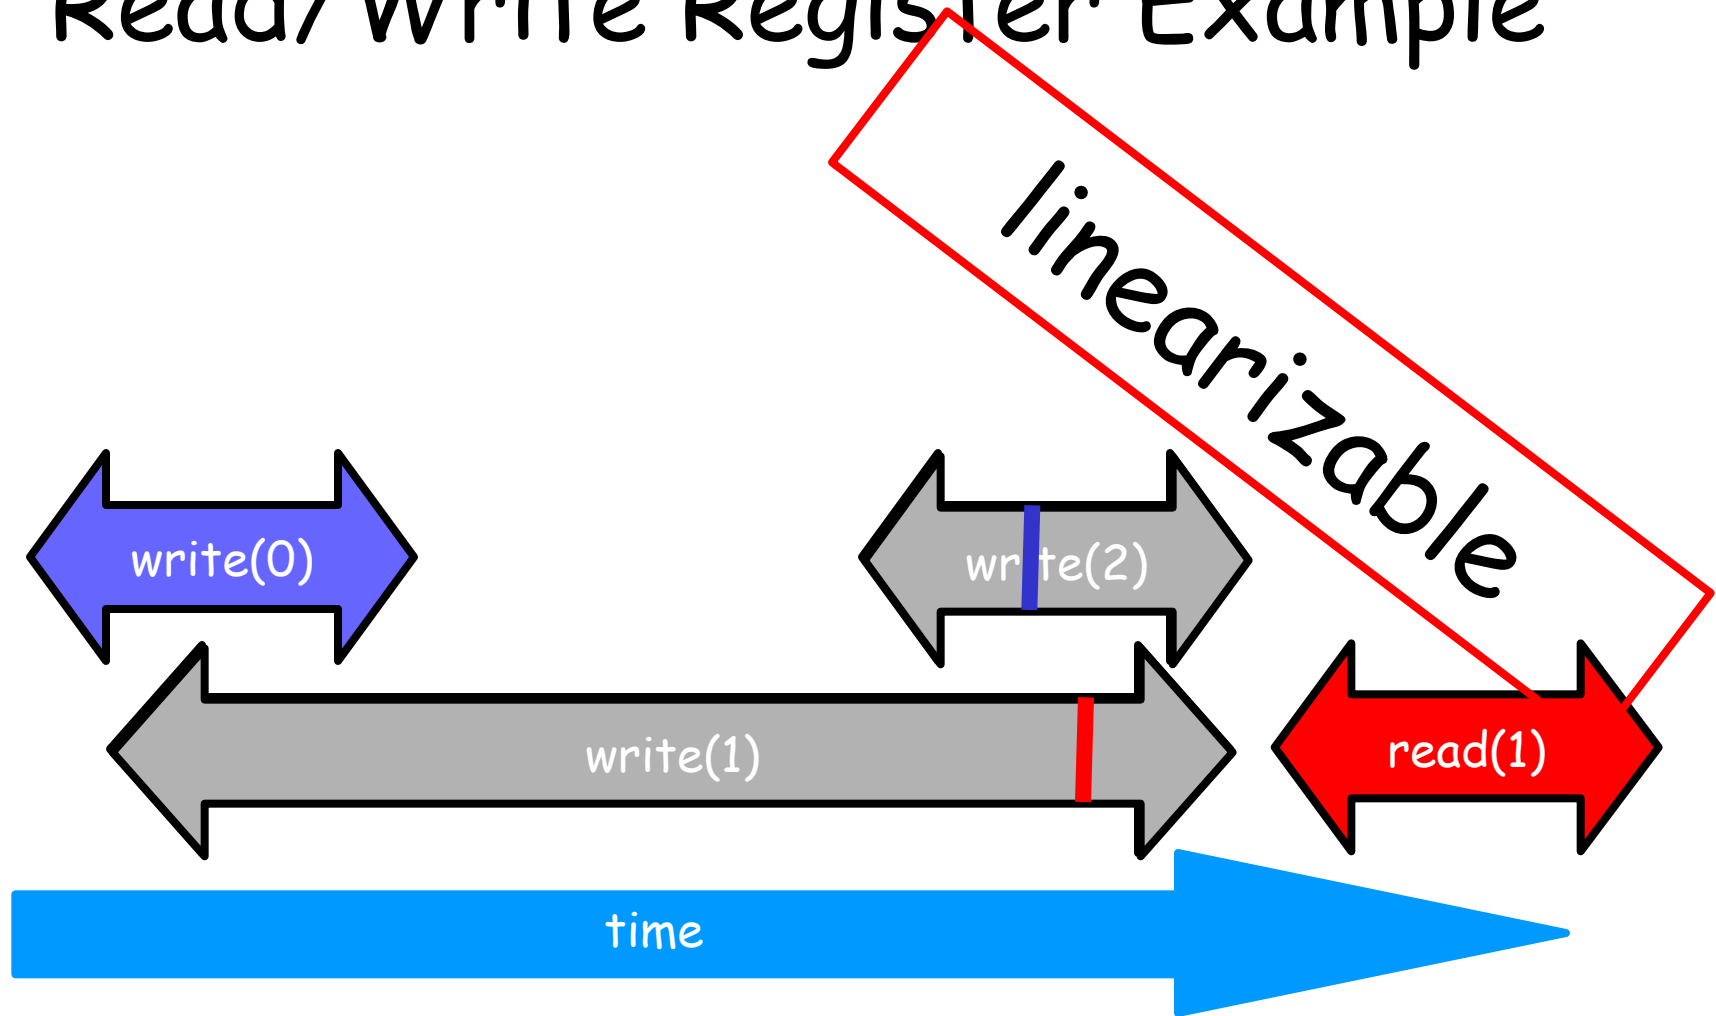 Read/Write Register Example
linearizable
write(0)
write(2)
write(1)
read(1)
time